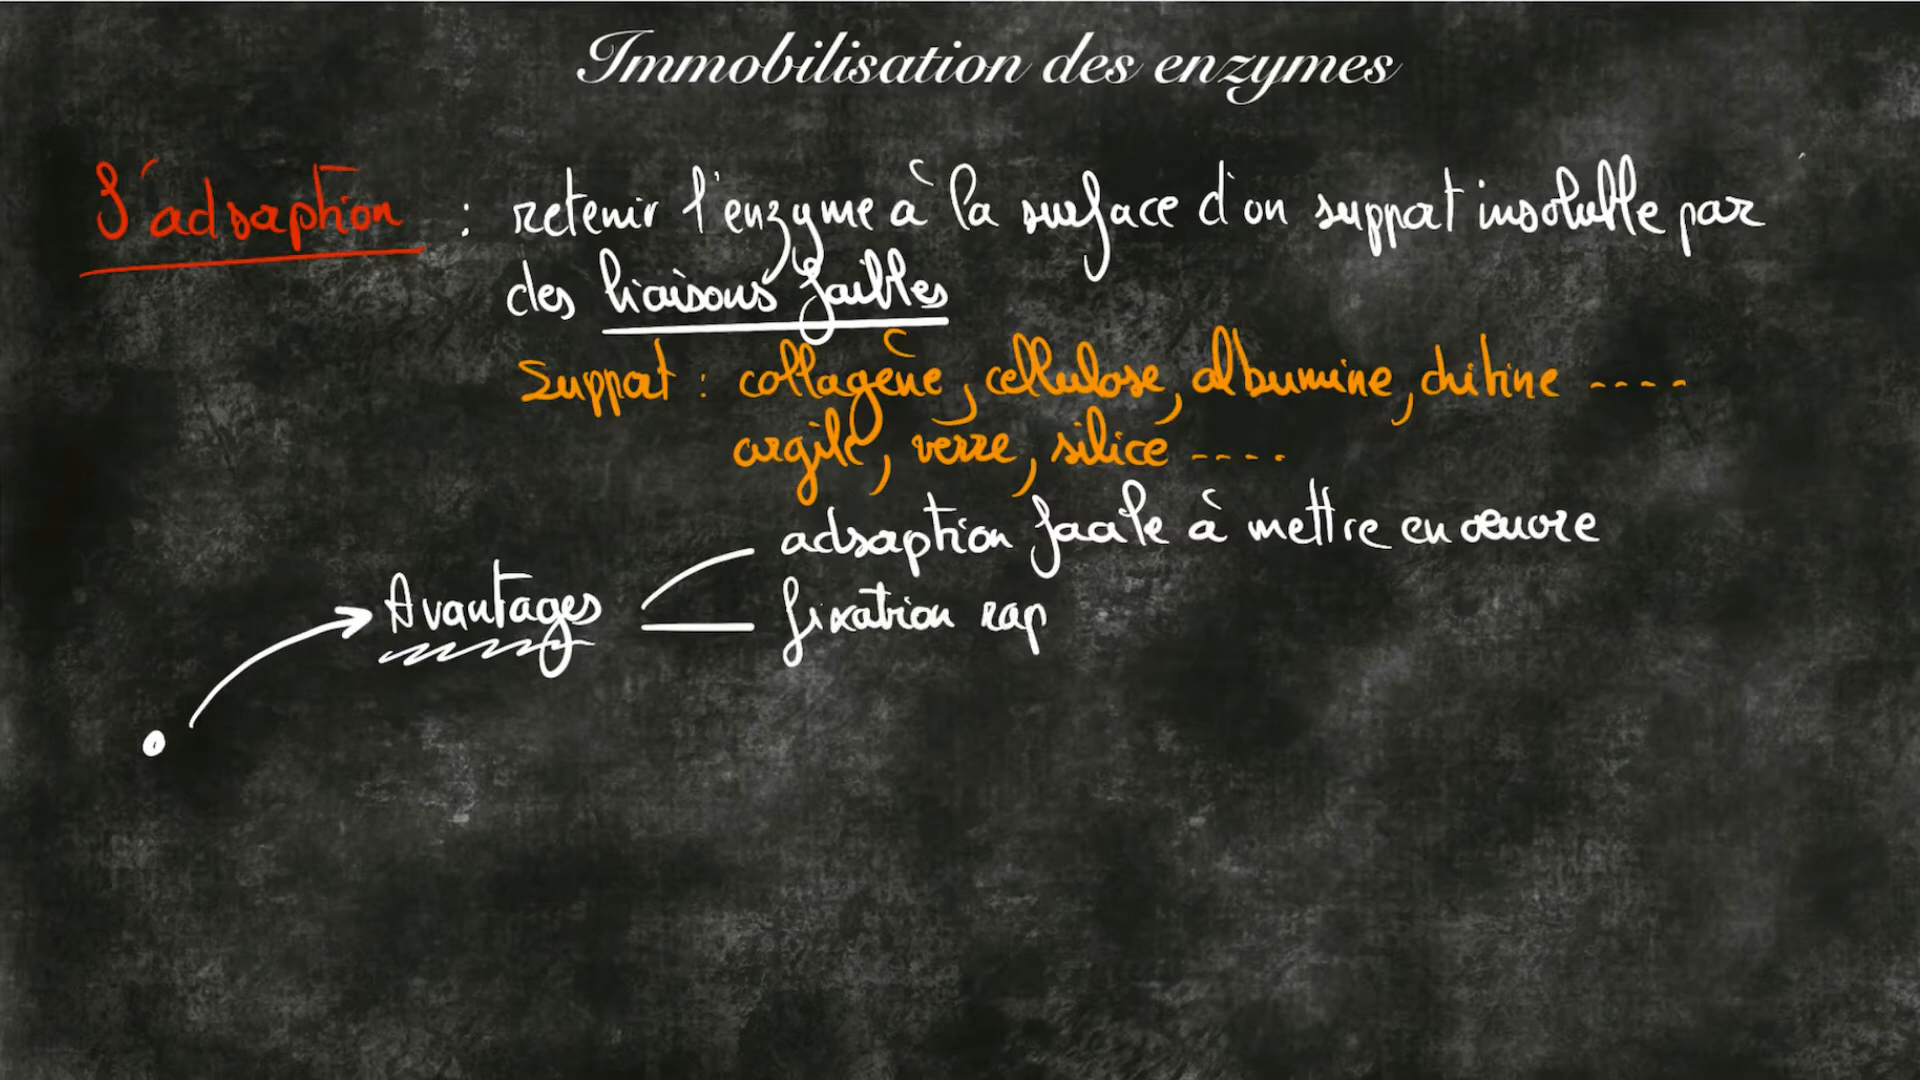 Immobilisation des enzymes
L'adsorption : retenir l'enzyme à la surface d'un support insoluble par
des liaisons faibles
Support : collagène, cellulose, albumine, chitine ----
argile, verre, silice ----
adsorption facile à mettre en œuvre
Avantages
fixation rap